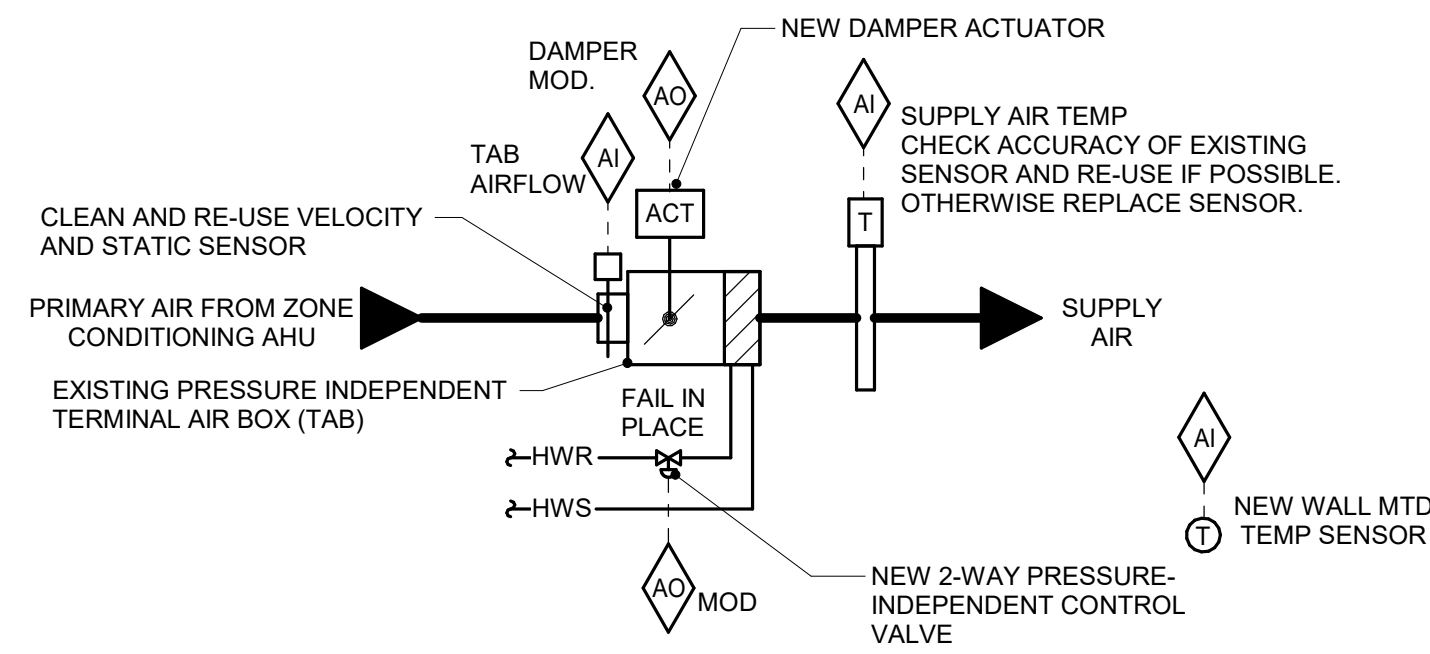 NEW DAMPER ACTUATOR
DAMPER
MOD.
AO
AI
SUPPLY AIR TEMP
CHECK ACCURACY OF EXISTING
SENSOR AND RE-USE IF POSSIBLE.
OTHERWISE REPLACE SENSOR.
TAB
AIRFLOW
AI
ACT
T
CLEAN AND RE-USE VELOCITY
AND STATIC SENSOR
PRIMARY AIR FROM ZONE
CONDITIONING AHU
SUPPLY
AIR
EXISTING PRESSURE INDEPENDENT
TERMINAL AIR BOX (TAB)
FAIL IN
PLACE
HWR
HWS
AI
T
NEW WALL MTD
TEMP SENSOR
AO
MOD
NEW 2-WAY PRESSURE-
INDEPENDENT CONTROL
VALVE